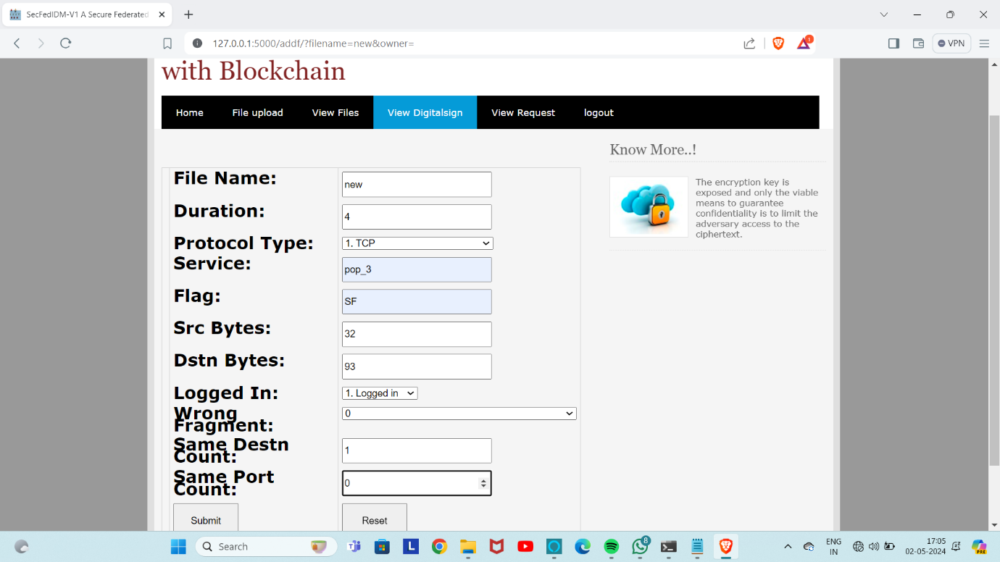 SecFedIDM-V1 A Secure Federated
127.0.0.1:5000/addf/?filename=new&owner=
1
VPN
with Blockchain
Home File upload View Files View Digitalsign View Request logout
Know More..!
The encryption key is
exposed and only the viable
means to guarantee
confidentiality is to limit the
adversary access to the
ciphertext.
File Name: new
Duration: 4
Protocol Type: 1. TCP
Service: pop_3
Flag: SF
Src Bytes: 32
Dstn Bytes: 93
Logged In: 1. Logged in
Wrong
Fragment: 0
Same Destn
Count: 1
Same Port
Count: 0
Submit Reset
Search
L
8
PRE
ENG
IN
17:05
02-05-2024